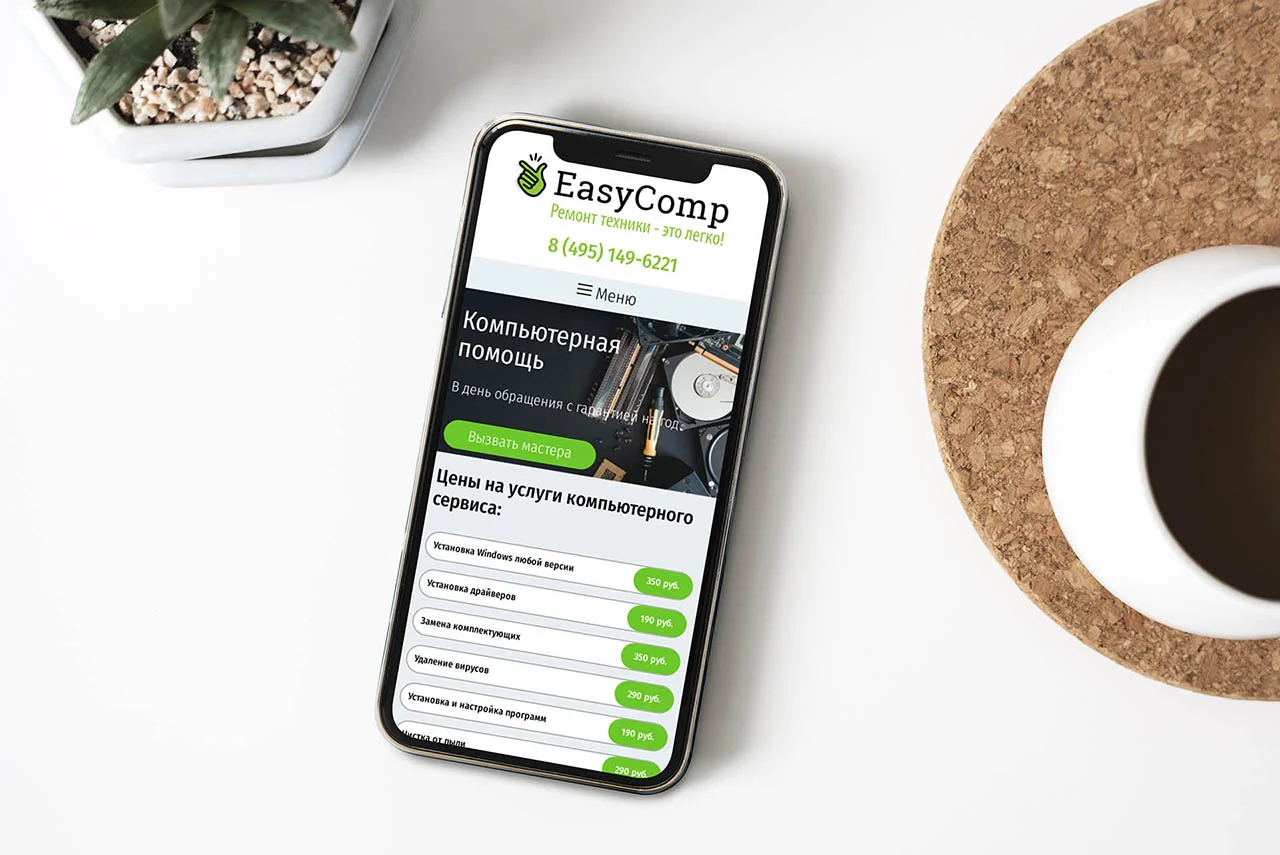 EasyComp
Ремонт техники - это легко!
8 (495) 149-6221
Меню
Компьютерная
помощь
В день обращения с гарантией на год.
Вызвать мастера
Цены на услуги компьютерного
сервиса:
Установка Windows любой версии
350 руб.
Установка драйверов
190 руб.
Замена комплектующих
350 руб.
Удаление вирусов
290 руб.
Установка и настройка программ
190 руб.
Чистка от пыли
290 руб.